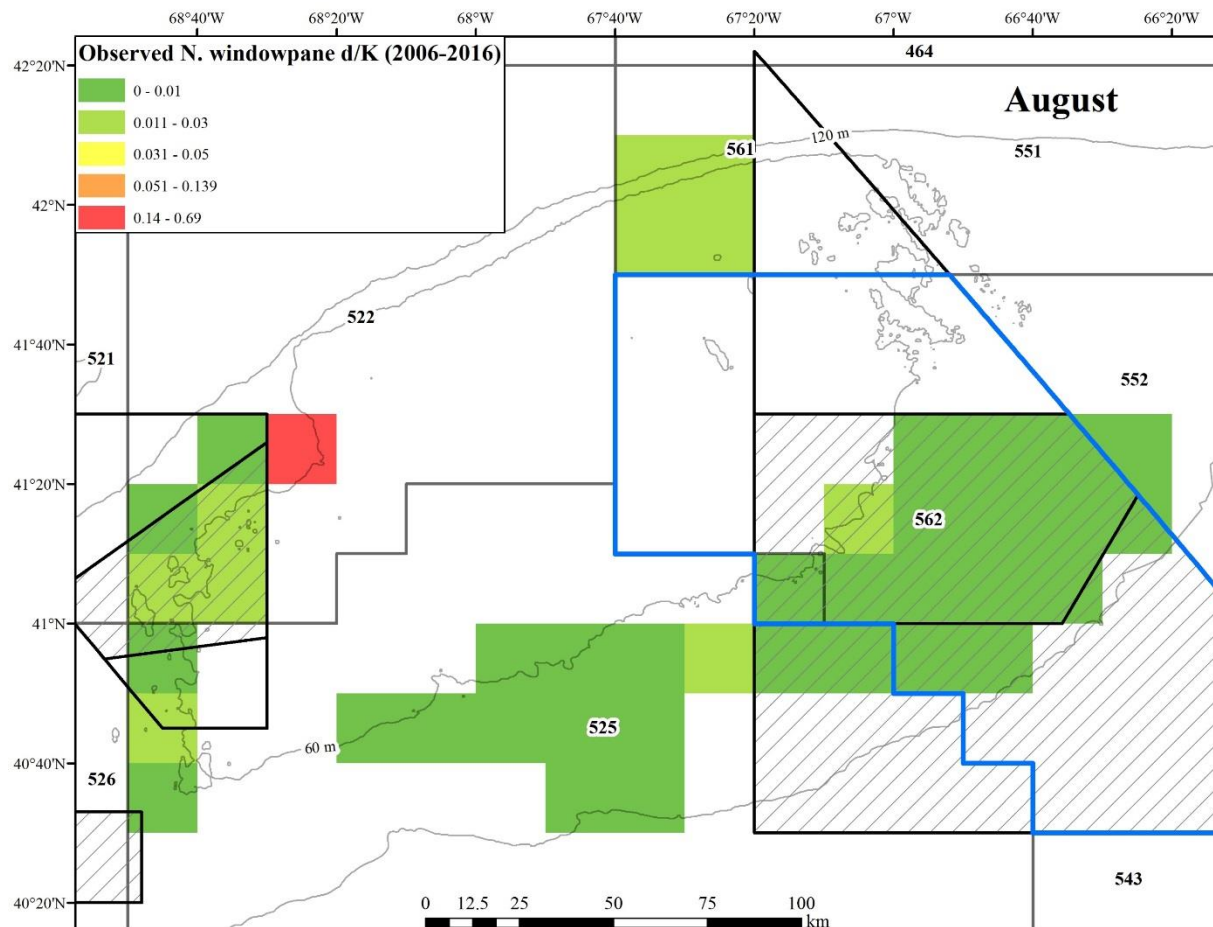 68°40'W 68°20'W 68°W 67°40'W 67°20'W 67°W 66°40'W 66°20'W
Observed N. windowpane d/K (2006-2016)
0 - 0.01
0.011 - 0.03
0.031 - 0.05
0.051 - 0.139
0.14 - 0.69
August
42°20'N
42°N
41°40'N
41°20'N
41°N
40°40'N
40°20'N
464
120 m
561
551
522
521
552
562
525
60 m
526
543
0 12.5 25 50 75 100
km